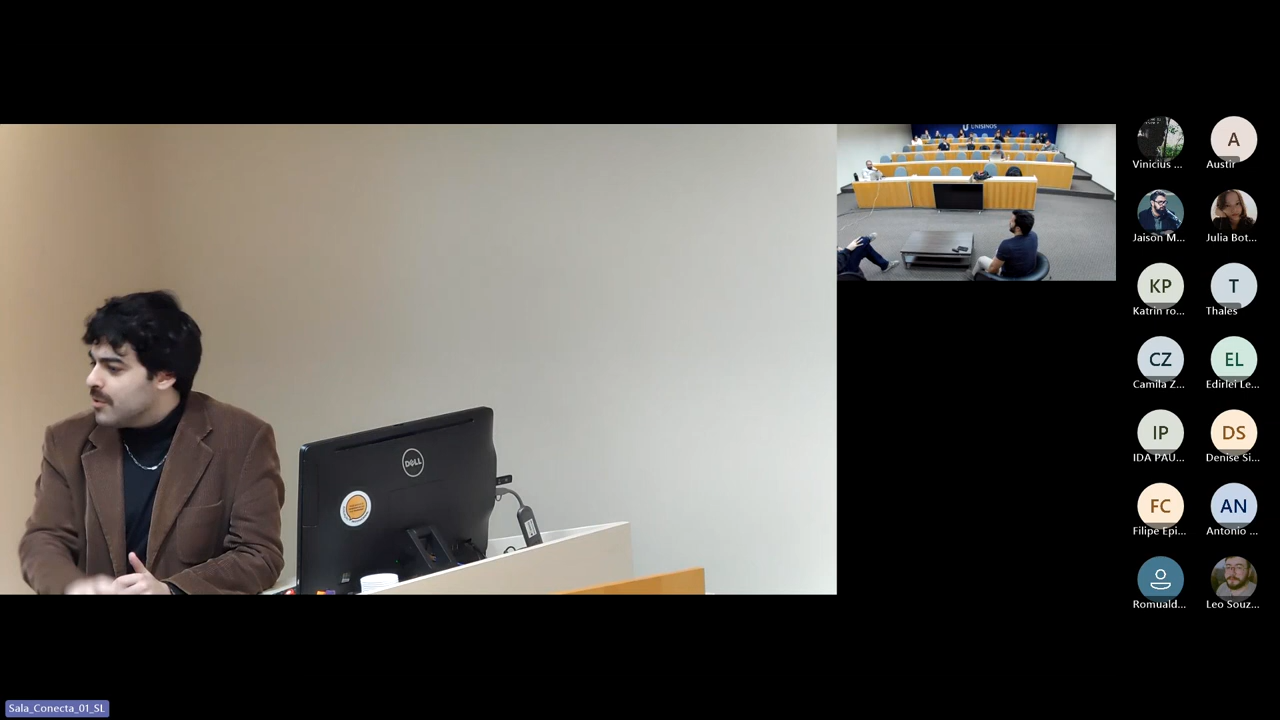 UNISINOS
DELL
Vinicius ...
A
Austir
Jaison M...
Julia Bot...
KP
Katrin ro...
T
Thales
CZ
Camila Z...
EL
Edirlei Le...
IP
IDA PAU...
DS
Denise Si...
FC
Filipe Epi...
AN
Antonio ...
Romuald...
Leo Souz...
Sala_Conecta_01_SL